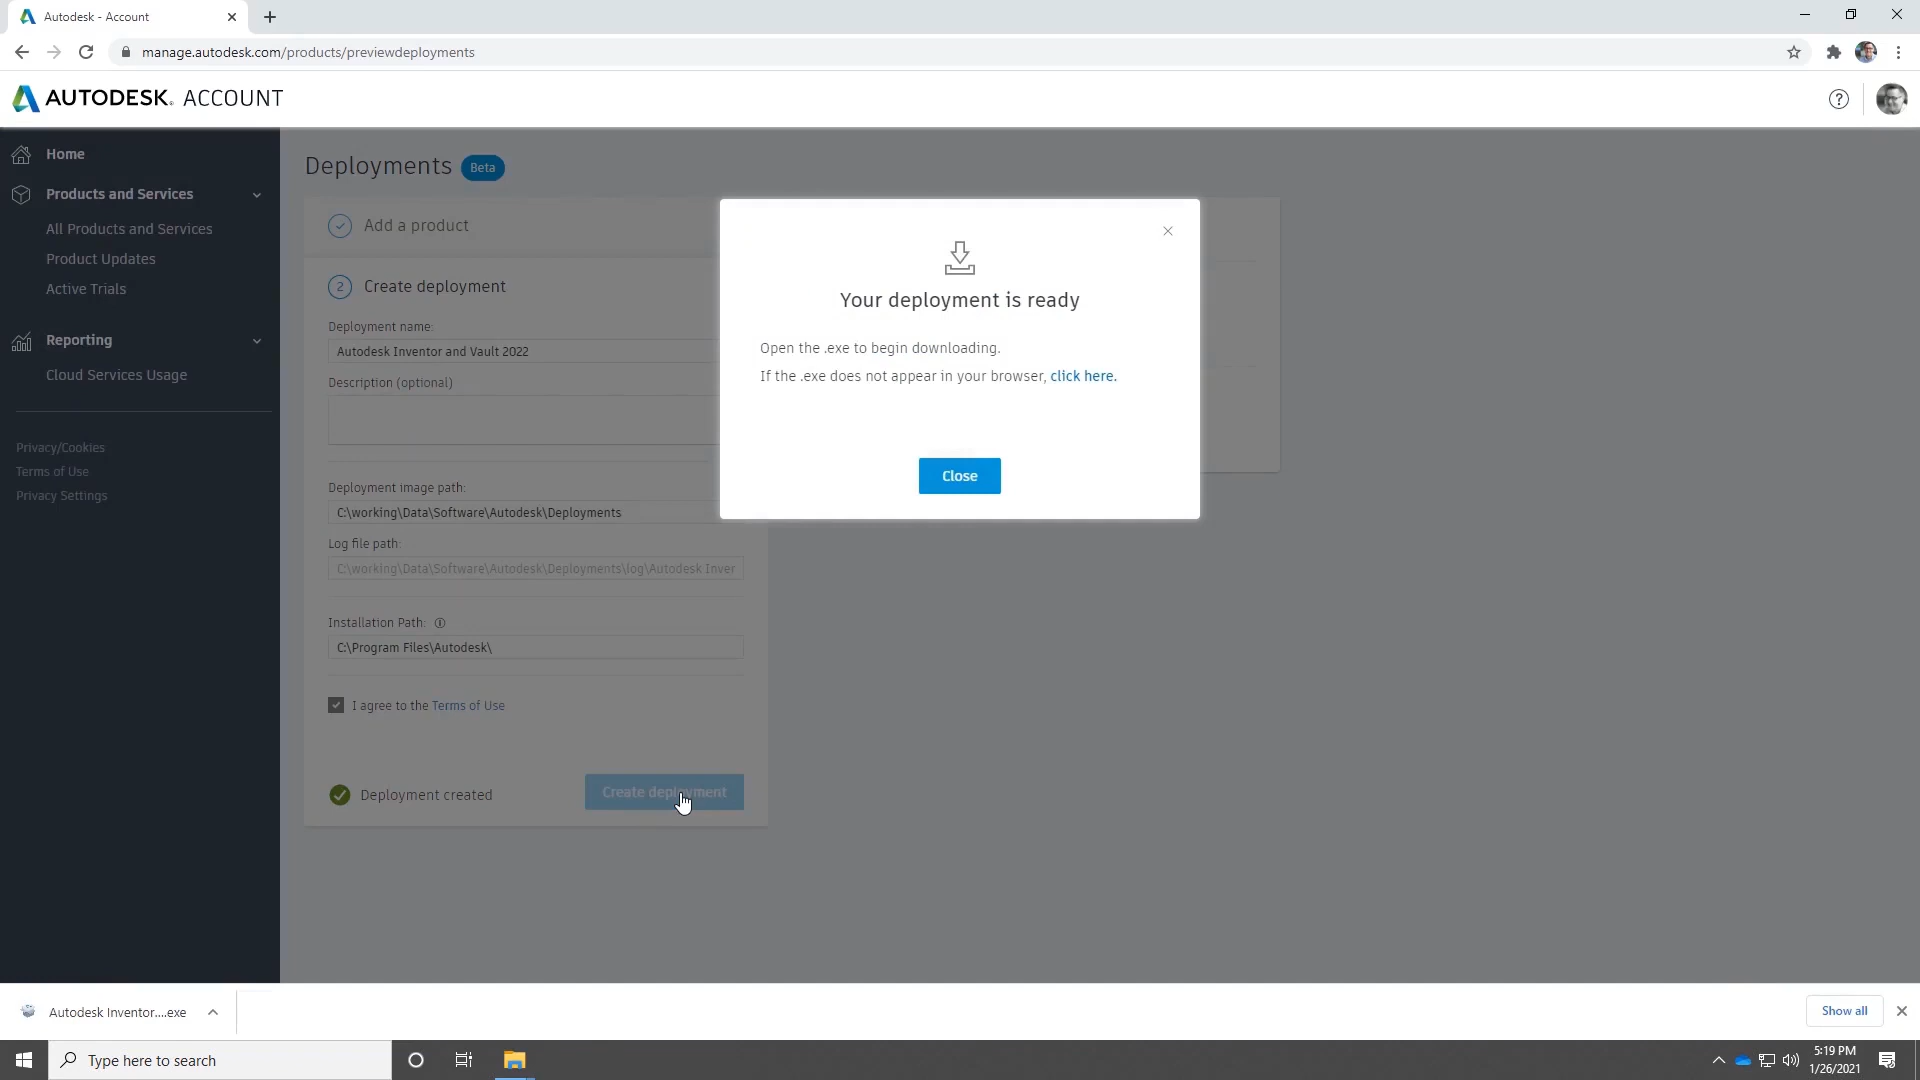 Autodesk - Account
manage.autodesk.com/products/previewdeployments
AUTODESK ACCOUNT
Home
Products and Services
All Products and Services
Product Updates
Active Trials
Reporting
Cloud Services Usage
Privacy/Cookies
Terms of Use
Privacy Settings
Deployments Beta
Add a product
2 Create deployment
Deployment name:
Autodesk Inventor and Vault 2022
Description (optional)
Deployment image path:
C:\working\Data\Software\Autodesk\Deployments
Log file path:
C:\working\Data\Software\Autodesk\Deployments\log\Autodesk Inver
Installation Path:
C:\Program Files\Autodesk\
I agree to the Terms of Use
Deployment created
Create deployment
Your deployment is ready
Open the .exe to begin downloading.
If the .exe does not appear in your browser, click here.
Close
Autodesk Inventor....exe
Show all
Type here to search
5:19 PM
1/26/2021